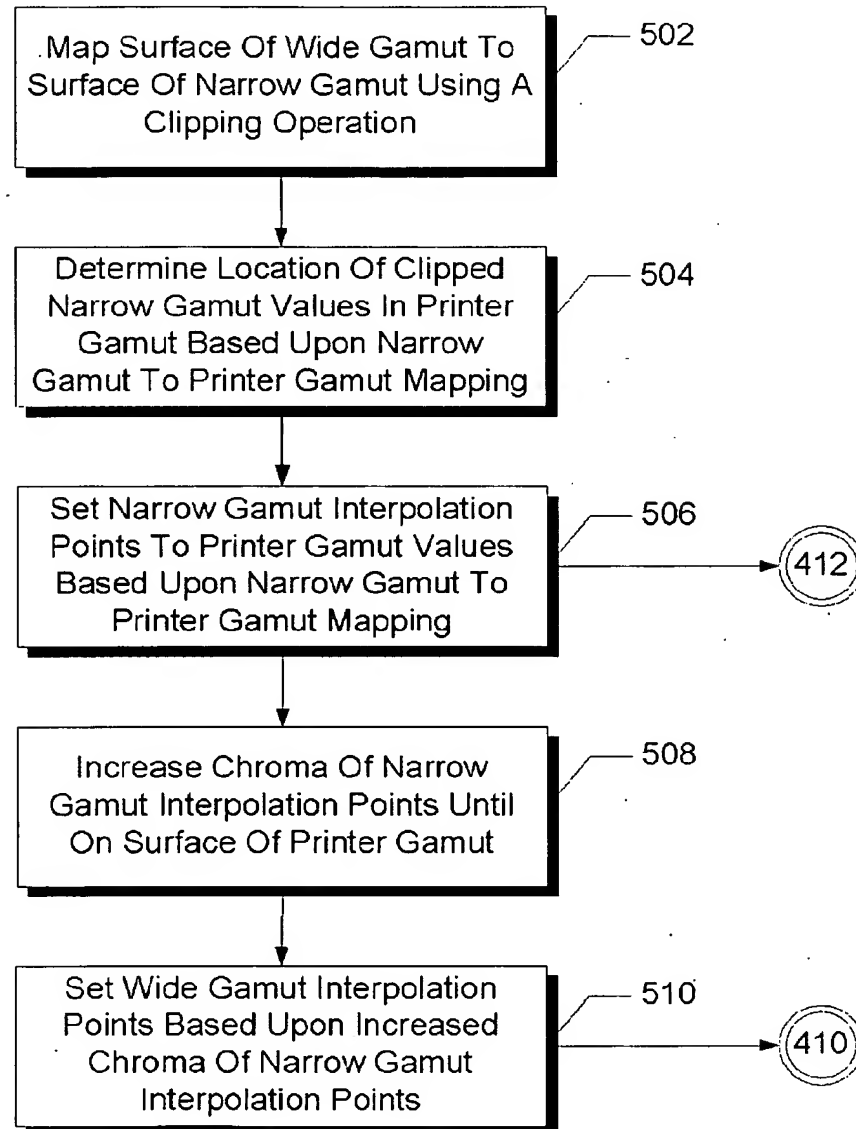 Map Surface Of Wide Gamut To
Surface Of Narrow Gamut Using A
Clipping Operation
502
Determine Location Of Clipped
Narrow Gamut Values In Printer
Gamut Based Upon Narrow
Gamut To Printer Gamut Mapping
504
Set Narrow Gamut Interpolation
Points To Printer Gamut Values
Based Upon Narrow Gamut To
Printer Gamut Mapping
506
412
Increase Chroma Of Narrow
Gamut Interpolation Points Until
On Surface Of Printer Gamut
508
Set Wide Gamut Interpolation
Points Based Upon Increased
Chroma Of Narrow Gamut
Interpolation Points
510
410